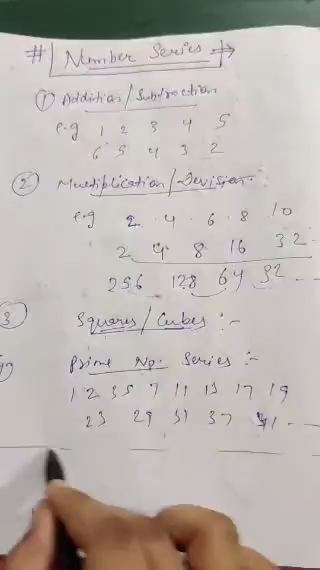 # Number Series →
① Addition/Subtraction
e.g 1 2 3 4 5
6 5 4 3 2
② Multiplication/Devision:-
e.g 2 4 6 8 10
2 4 8 16 32
256 128 64 32 ---
3 Squares/Cubes :-
Prime No. Series :-
1 2 3 5 7 11 13 17 19
23 29 31 37 41 ---